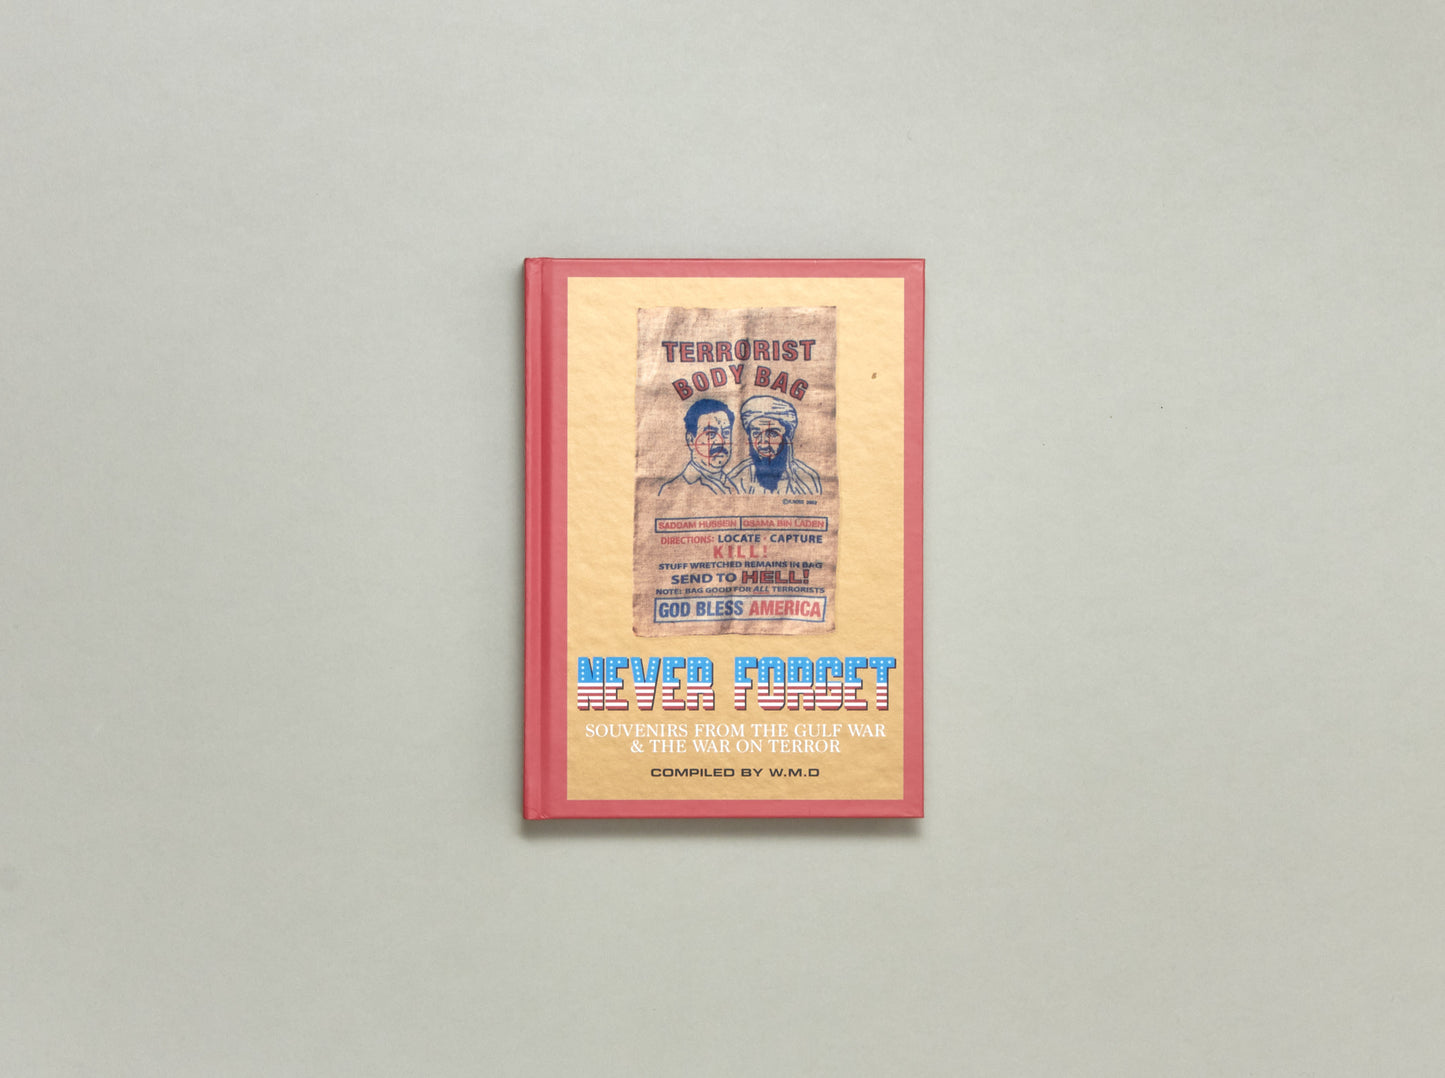 TERRORIST
BODY BAG
SADDAM HUSSEIN OSAMA BIN LADEN
DIRECTIONS: LOCATE - CAPTURE
KILL!
STUFF WRETCHED REMAINS IN BAG
SEND TO HELL!
NOTE: BAG GOOD FOR ALL TERRORISTS
GOD BLESS AMERICA
NEVER FORGET
SOUVENIRS FROM THE GULF WAR
& THE WAR ON TERROR
COMPILED BY W.M.D